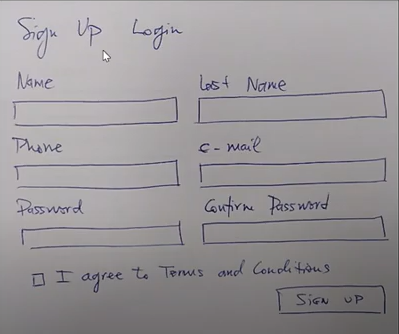 Sign Up Login
Name Last Name
Phone e-mail
Password Confirm Password
I agree to Terms and Conditions
SIGN UP